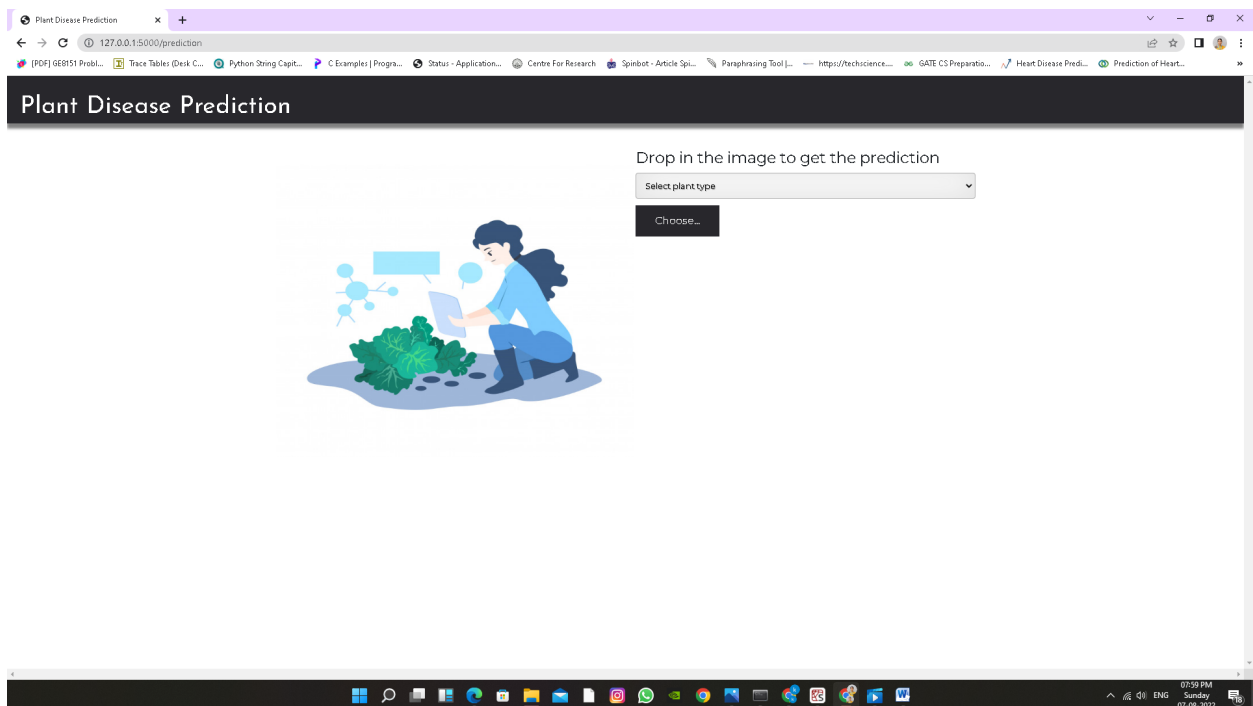 Plant Disease Prediction
127.0.0.1:5000/prediction
[PDF] GE8151 Probl... Trace Tables (Desk C... Python String Capit... C Examples | Progra... Status - Application... Centre For Research Spinbot - Article Spi... Paraphrasing Tool |... https://techscience.... GATE CS Preparatio... Heart Disease Predi... Prediction of Heart... »
Plant Disease Prediction
Drop in the image to get the prediction
Select plant type
Choose...
07:59 PM
ENG Sunday
07-08-2022